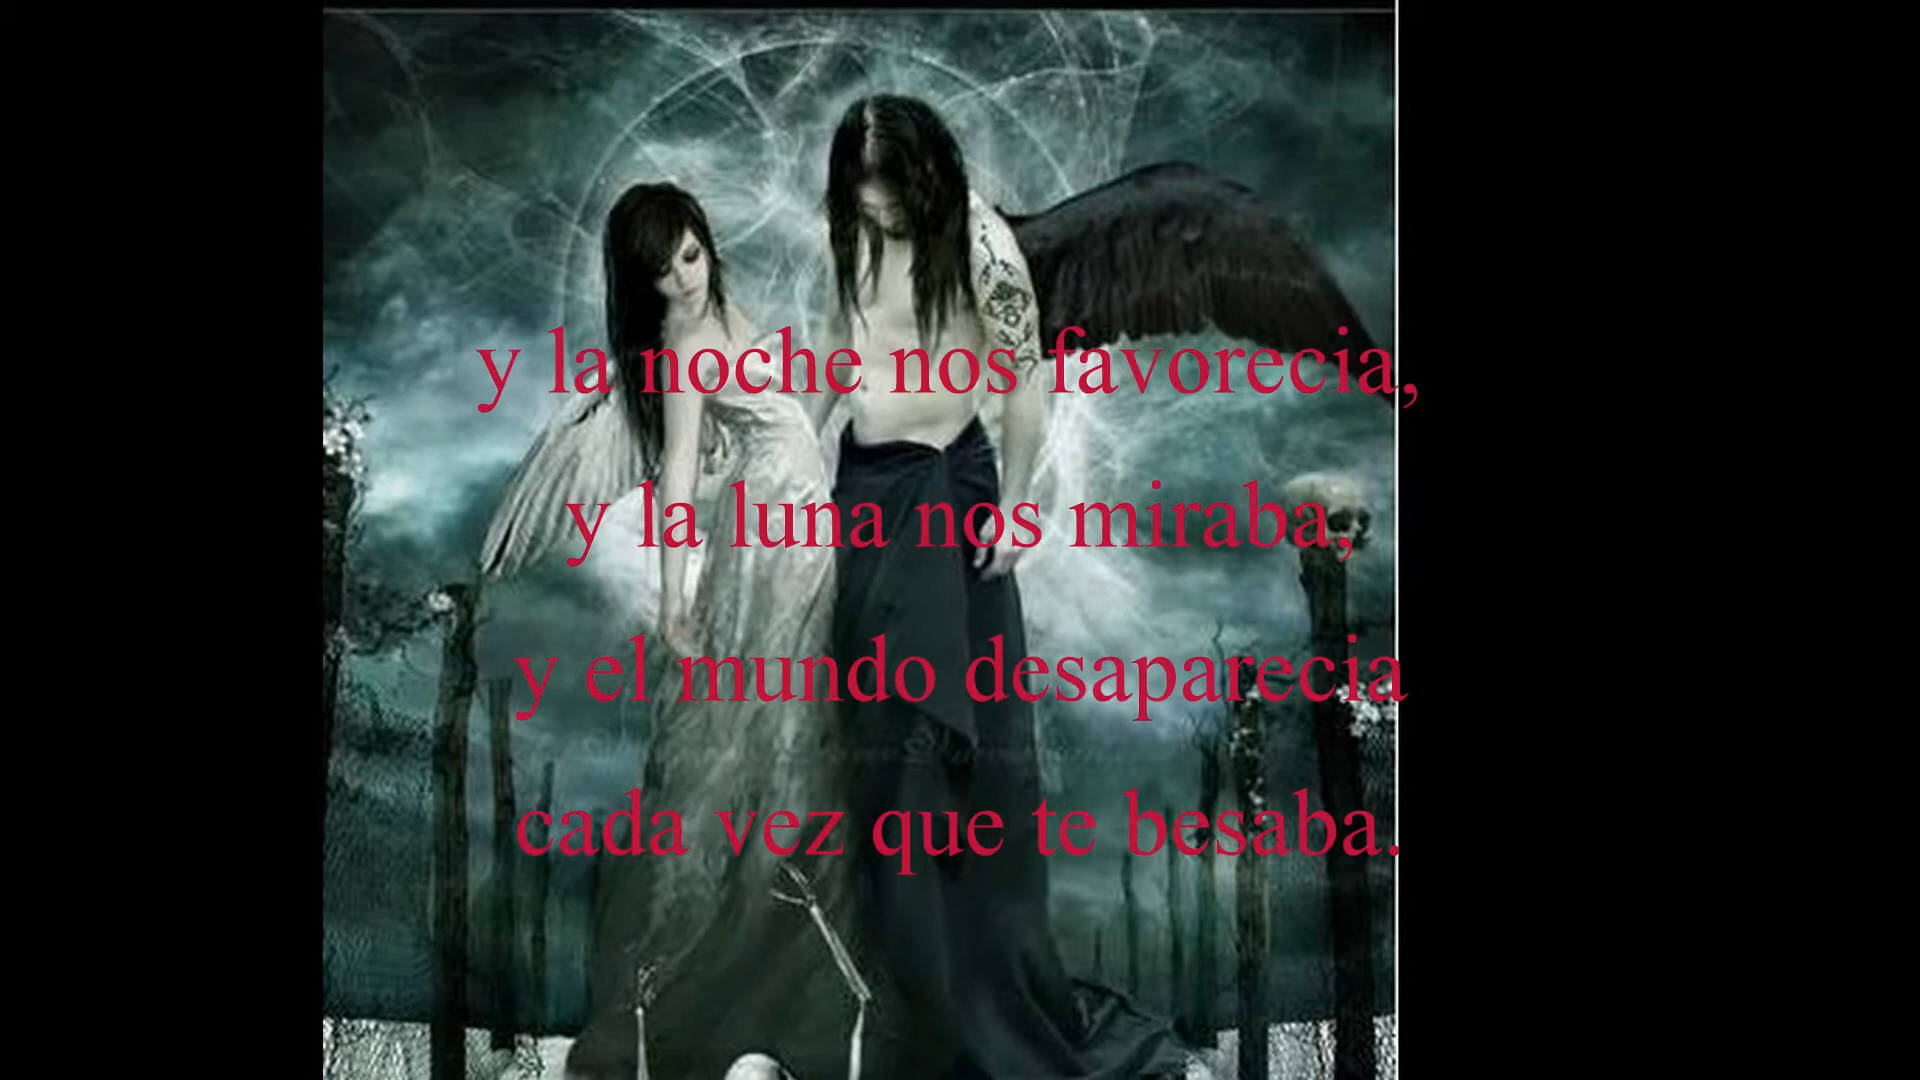 y la noche nos favorecia,
y la luna nos miraba,
y el mundo desaparecia
cada vez que te besaba.